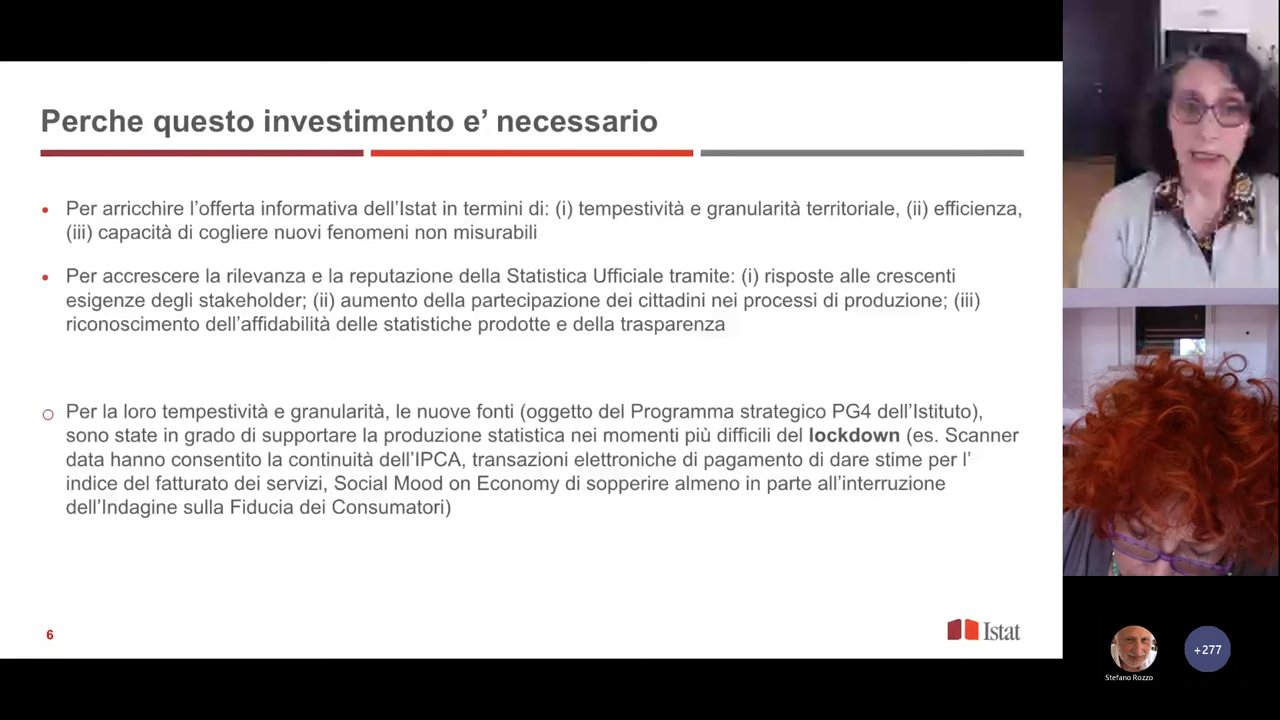 Perche questo investimento e’ necessario
• Per arricchire l’offerta informativa dell’Istat in termini di: (i) tempestività e granularità territoriale, (ii) efficienza,
(iii) capacità di cogliere nuovi fenomeni non misurabili
• Per accrescere la rilevanza e la reputazione della Statistica Ufficiale tramite: (i) risposte alle crescenti
esigenze degli stakeholder; (ii) aumento della partecipazione dei cittadini nei processi di produzione; (iii)
riconoscimento dell’affidabilità delle statistiche prodotte e della trasparenza
o Per la loro tempestività e granularità, le nuove fonti (oggetto del Programma strategico PG4 dell’Istituto),
sono state in grado di supportare la produzione statistica nei momenti più difficili del lockdown (es. Scanner
data hanno consentito la continuità dell’IPCA, transazioni elettroniche di pagamento di dare stime per l’
indice del fatturato dei servizi, Social Mood on Economy di sopperire almeno in parte all’interruzione
dell’Indagine sulla Fiducia dei Consumatori)
6
Istat
Stefano Rozzo
+277